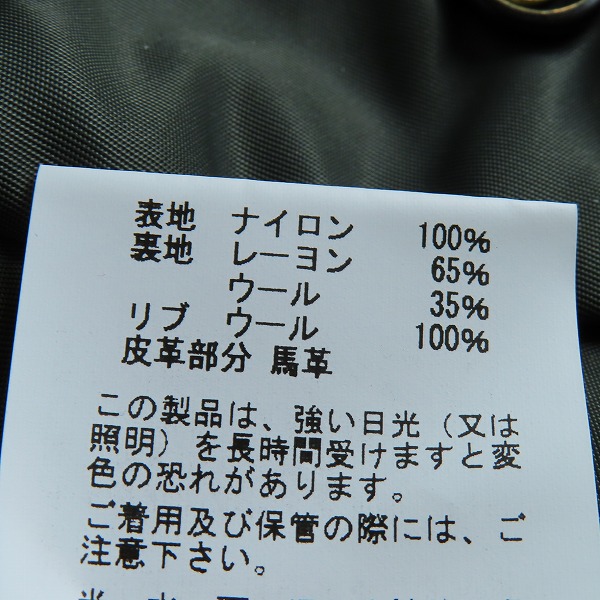 表地 ナイロン 100%
裏地 レーヨン 65%
ウール 35%
リブ ウール 100%
皮革部分 馬革
この製品は、強い日光（又は
照明）を長時間受けますと変
色の恐れがあります。
ご着用及び保管の際には、ご
注意下さい。